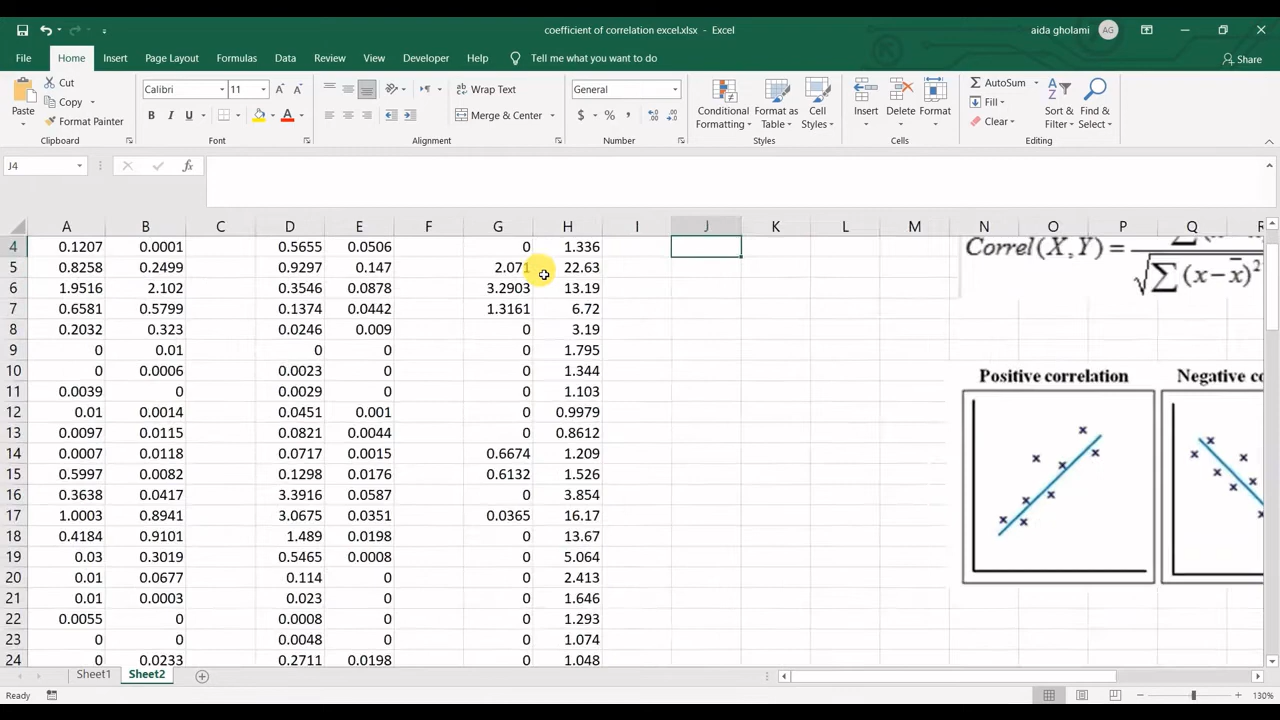 coefficient of correlation excel.xlsx - Excel
aida gholami AG
File Home Insert Page Layout Formulas Data Review View Developer Help Tell me what you want to do Share
Paste Cut Copy Format Painter Clipboard
Calibri 11 B I U A A A Font
ab Wrap Text Merge & Center Alignment
General $ % , Number
Conditional Formatting Format as Table Cell Styles Styles
Insert Delete Format Cells
AutoSum Fill Clear Sort & Filter Find & Select Editing
J4 fx
A B C D E F G H I J K L M N O P Q R
4 0.1207 0.0001 0.5655 0.0506 0 1.336
5 0.8258 0.2499 0.9297 0.147 2.071 22.63
6 1.9516 2.102 0.3546 0.0878 3.2903 13.19
7 0.6581 0.5799 0.1374 0.0442 1.3161 6.72
8 0.2032 0.323 0.0246 0.009 0 3.19
9 0 0.01 0 0 0 1.795
10 0 0.0006 0.0023 0 0 1.344
11 0.0039 0 0.0029 0 0 1.103
12 0.01 0.0014 0.0451 0.001 0 0.9979
13 0.0097 0.0115 0.0821 0.0044 0 0.8612
14 0.0007 0.0118 0.0717 0.0015 0.6674 1.209
15 0.5997 0.0082 0.1298 0.0176 0.6132 1.526
16 0.3638 0.0417 3.3916 0.0587 0 3.854
17 1.0003 0.8941 3.0675 0.0351 0.0365 16.17
18 0.4184 0.9101 1.489 0.0198 0 13.67
19 0.03 0.3019 0.5465 0.0008 0 5.064
20 0.01 0.0677 0.114 0 0 2.413
21 0.01 0.0003 0.023 0 0 1.646
22 0.0055 0 0.0008 0 0 1.293
23 0 0 0.0048 0 0 1.074
24 0 0.0233 0.2711 0.0198 0 1.048
Correl(X,Y) =
√∑(x-x̄)²
Positive correlation Negative
Sheet1 Sheet2
Ready 130%